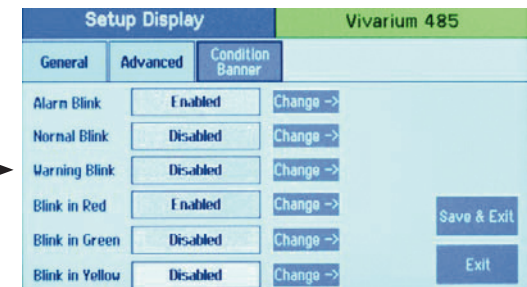 Setup Display Vivarium 485
General Advanced Condition
Banner
Alarm Blink Enabled Change ->
Normal Blink Disabled Change ->
Warning Blink Disabled Change ->
Blink in Red Enabled Change ->
Blink in Green Disabled Change ->
Blink in Yellow Disabled Change ->
Save & Exit
Exit